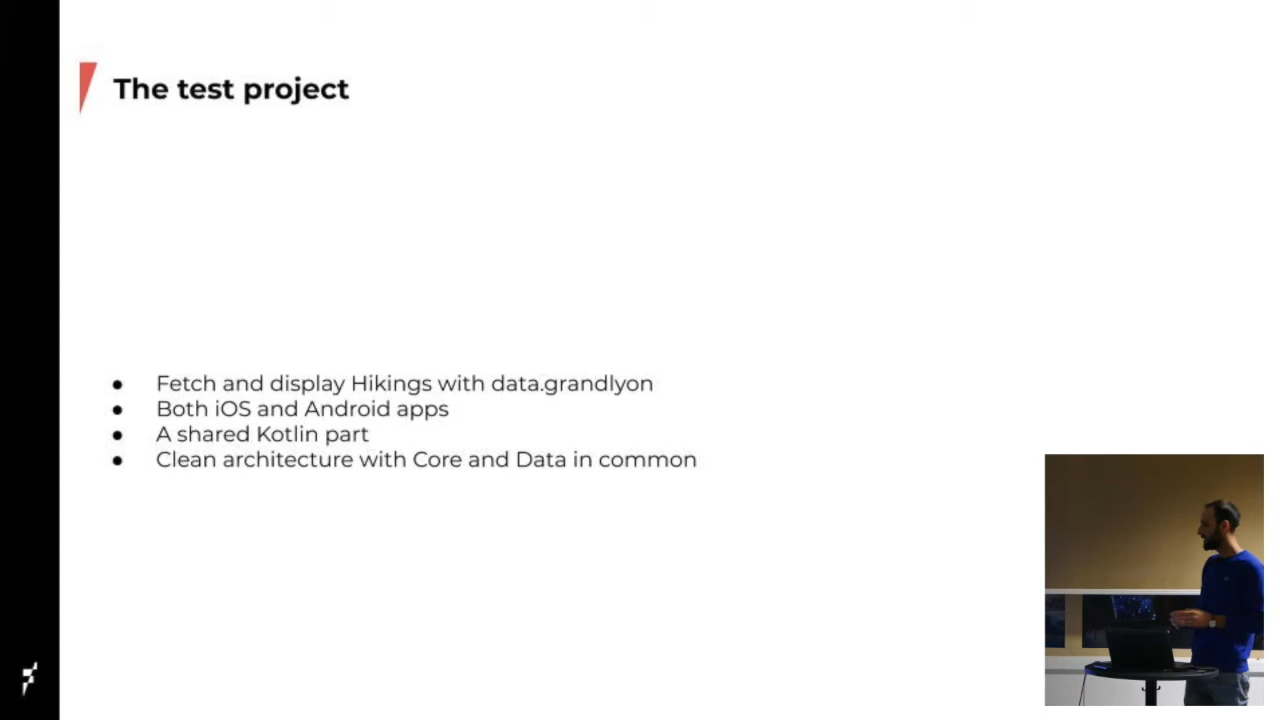 The test project
● Fetch and display Hikings with data.grandlyon
● Both iOS and Android apps
● A shared Kotlin part
● Clean architecture with Core and Data in common